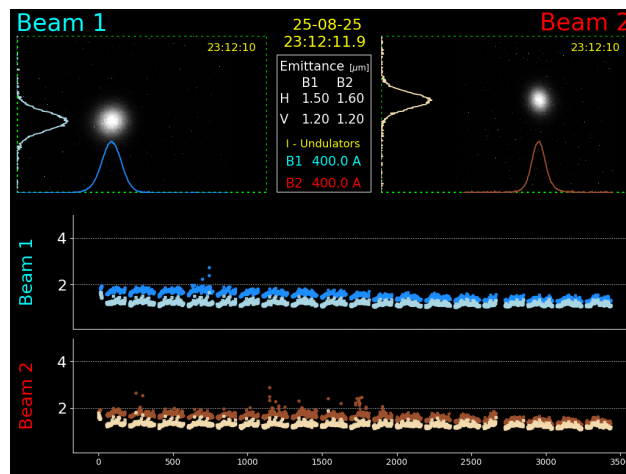 Beam 1
25-08-25
Beam 2
23:12:10
23:12:11.9
23:12:10
Emittance [μm]
B1 B2
H 1.50 1.60
V 1.20 1.20
I - Undulators
B1 400.0 A
B2 400.0 A
Beam 1
4
2
Beam 2
4
2
0 500 1000 1500 2000 2500 3000 3500